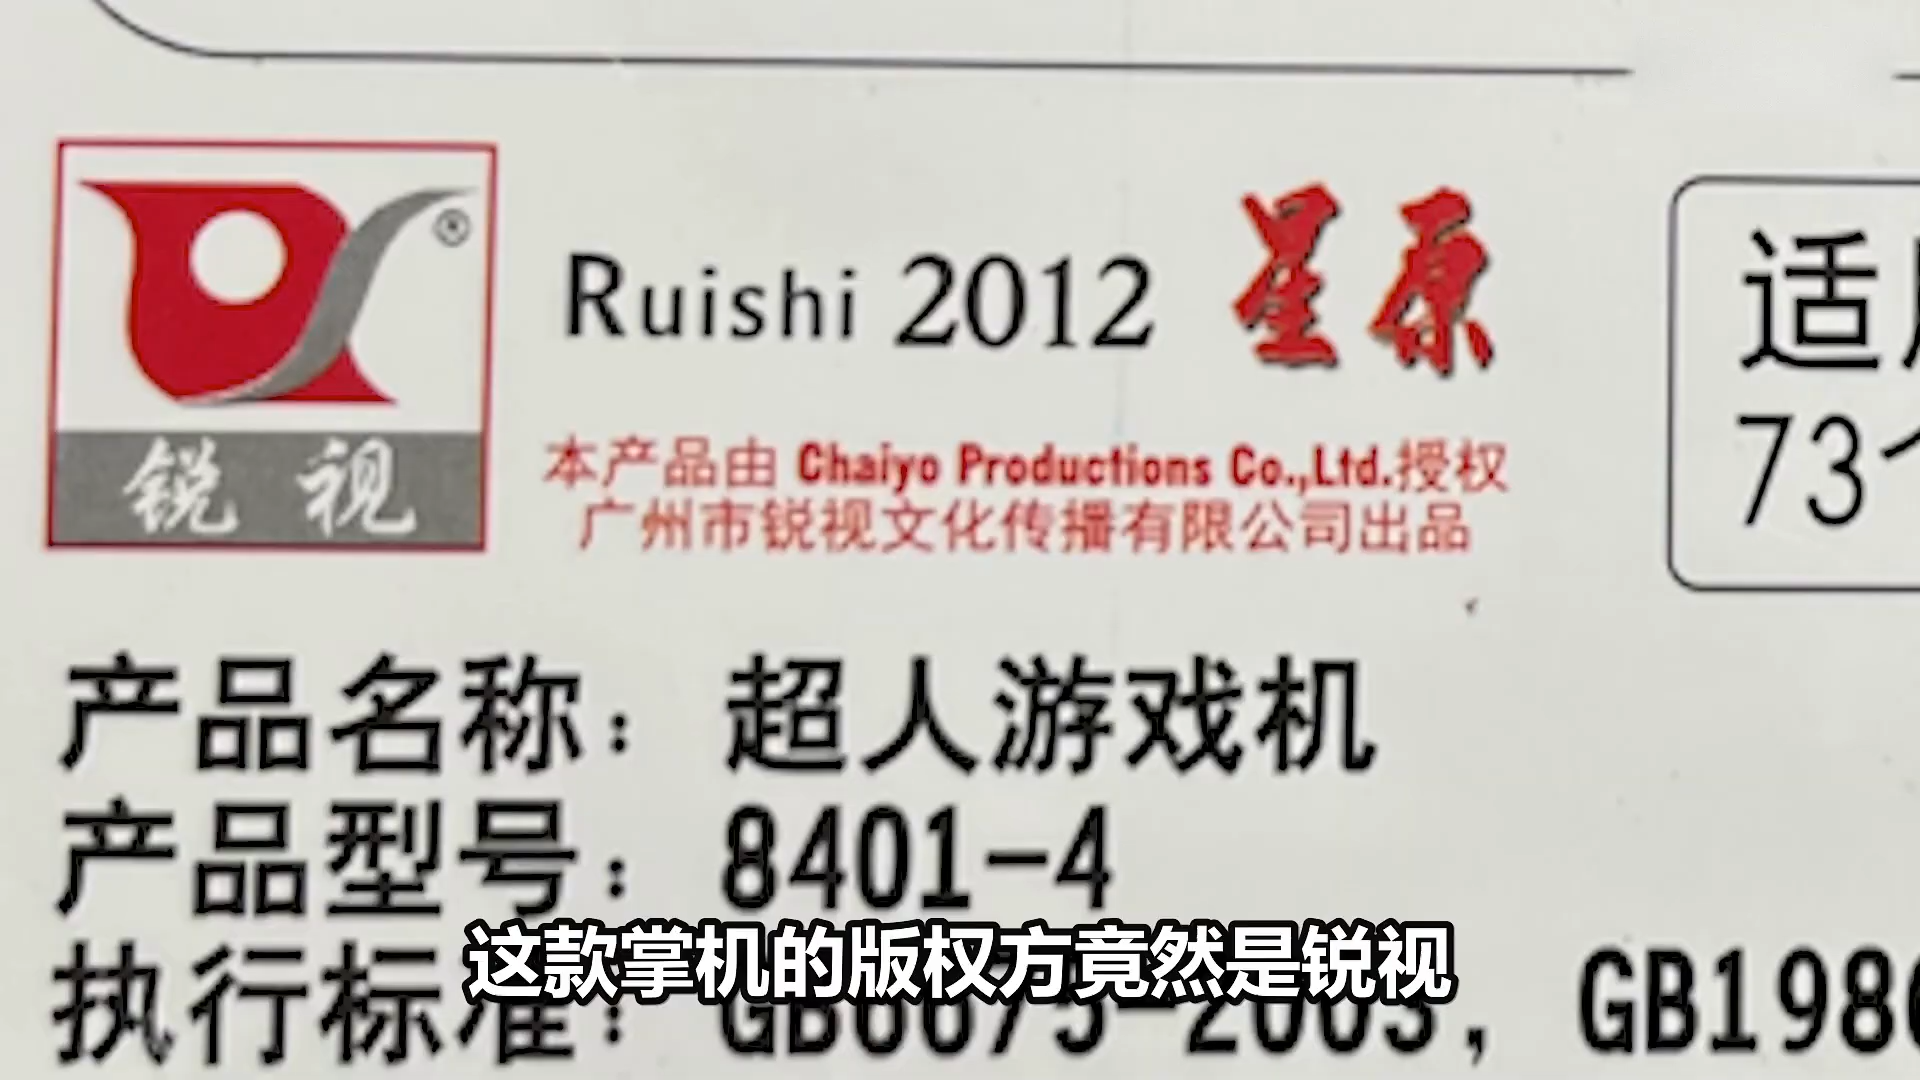 锐视
®
Ruishi 2012 星原
本产品由 Chaiyo Productions Co.,Ltd.授权
广州市锐视文化传播有限公司出品
适
73
产品名称：超人游戏机
产品型号：8401-4
执行标准：GB6675-2003，GB198
这款掌机的版权方竟然是锐视